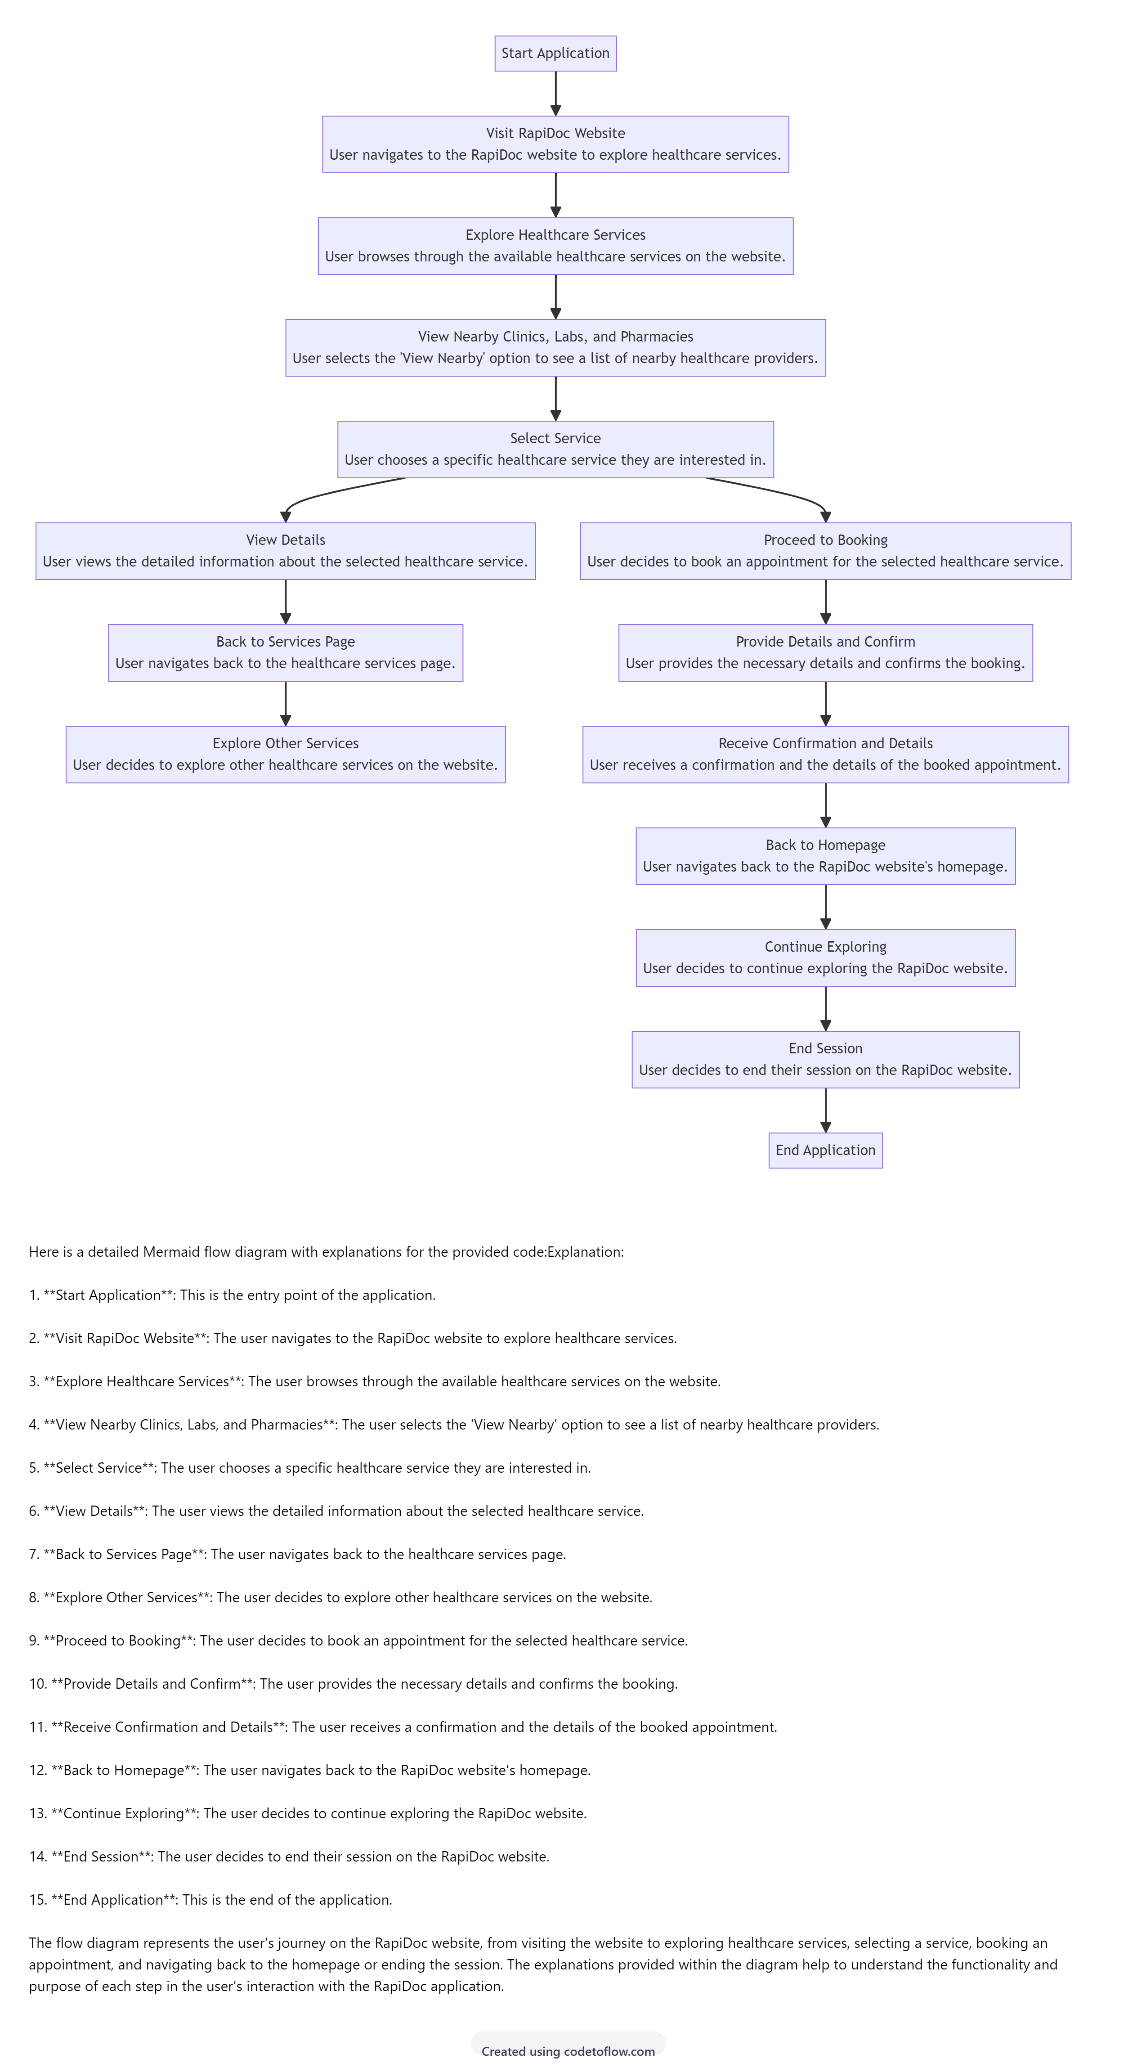 Start Application
Visit RapiDoc Website
User navigates to the RapiDoc website to explore healthcare services.
Explore Healthcare Services
User browses through the available healthcare services on the website.
View Nearby Clinics, Labs, and Pharmacies
User selects the 'View Nearby' option to see a list of nearby healthcare providers.
Select Service
User chooses a specific healthcare service they are interested in.
View Details
User views the detailed information about the selected healthcare service.
Proceed to Booking
User decides to book an appointment for the selected healthcare service.
Back to Services Page
User navigates back to the healthcare services page.
Provide Details and Confirm
User provides the necessary details and confirms the booking.
Explore Other Services
User decides to explore other healthcare services on the website.
Receive Confirmation and Details
User receives a confirmation and the details of the booked appointment.
Back to Homepage
User navigates back to the RapiDoc website's homepage.
Continue Exploring
User decides to continue exploring the RapiDoc website.
End Session
User decides to end their session on the RapiDoc website.
End Application
Here is a detailed Mermaid flow diagram with explanations for the provided code:Explanation:
1. **Start Application**: This is the entry point of the application.
2. **Visit RapiDoc Website**: The user navigates to the RapiDoc website to explore healthcare services.
3. **Explore Healthcare Services**: The user browses through the available healthcare services on the website.
4. **View Nearby Clinics, Labs, and Pharmacies**: The user selects the 'View Nearby' option to see a list of nearby healthcare providers.
5. **Select Service**: The user chooses a specific healthcare service they are interested in.
6. **View Details**: The user views the detailed information about the selected healthcare service.
7. **Back to Services Page**: The user navigates back to the healthcare services page.
8. **Explore Other Services**: The user decides to explore other healthcare services on the website.
9. **Proceed to Booking**: The user decides to book an appointment for the selected healthcare service.
10. **Provide Details and Confirm**: The user provides the necessary details and confirms the booking.
11. **Receive Confirmation and Details**: The user receives a confirmation and the details of the booked appointment.
12. **Back to Homepage**: The user navigates back to the RapiDoc website's homepage.
13. **Continue Exploring**: The user decides to continue exploring the RapiDoc website.
14. **End Session**: The user decides to end their session on the RapiDoc website.
15. **End Application**: This is the end of the application.
The flow diagram represents the user's journey on the RapiDoc website, from visiting the website to exploring healthcare services, selecting a service, booking an
appointment, and navigating back to the homepage or ending the session. The explanations provided within the diagram help to understand the functionality and
purpose of each step in the user's interaction with the RapiDoc application.
Created using codetoflow.com